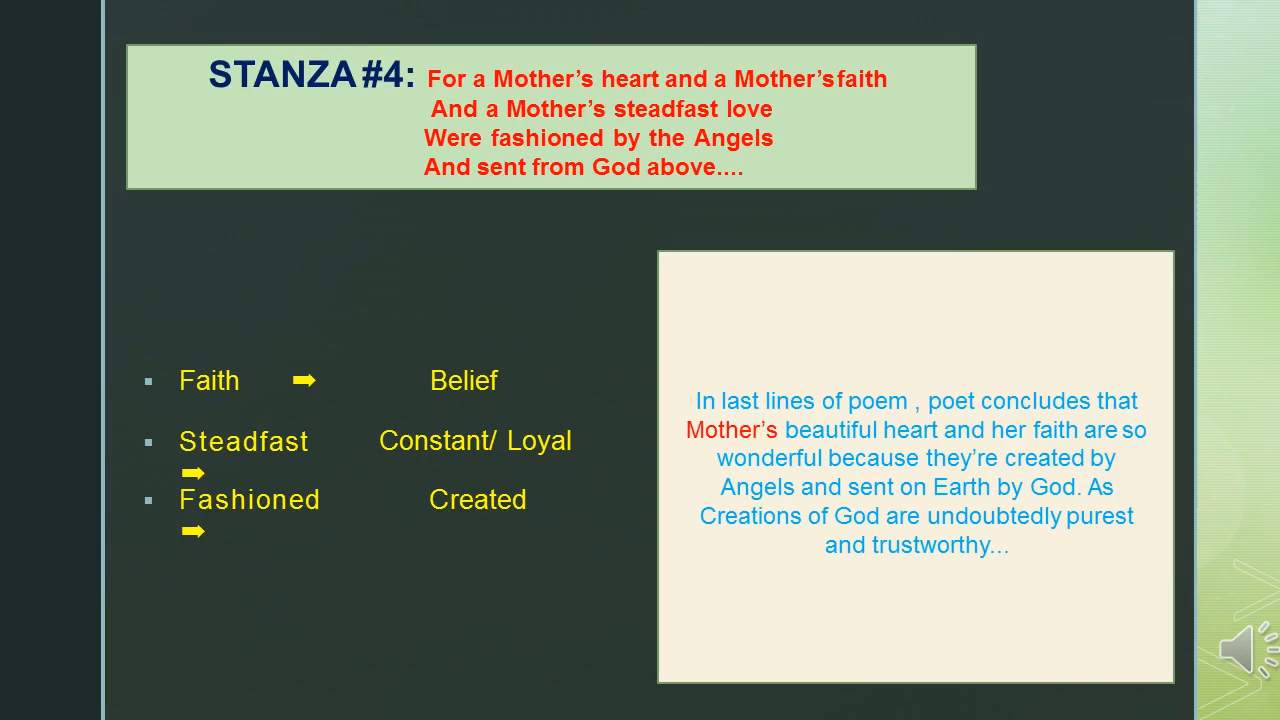 STANZA #4: For a Mother’s heart and a Mother’s faith
And a Mother’s steadfast love
Were fashioned by the Angels
And sent from God above....
▪ Faith ➡ Belief
▪ Steadfast ➡ Constant/ Loyal
▪ Fashioned ➡ Created
In last lines of poem , poet concludes that
Mother’s beautiful heart and her faith are so
wonderful because they’re created by
Angels and sent on Earth by God. As
Creations of God are undoubtedly purest
and trustworthy...